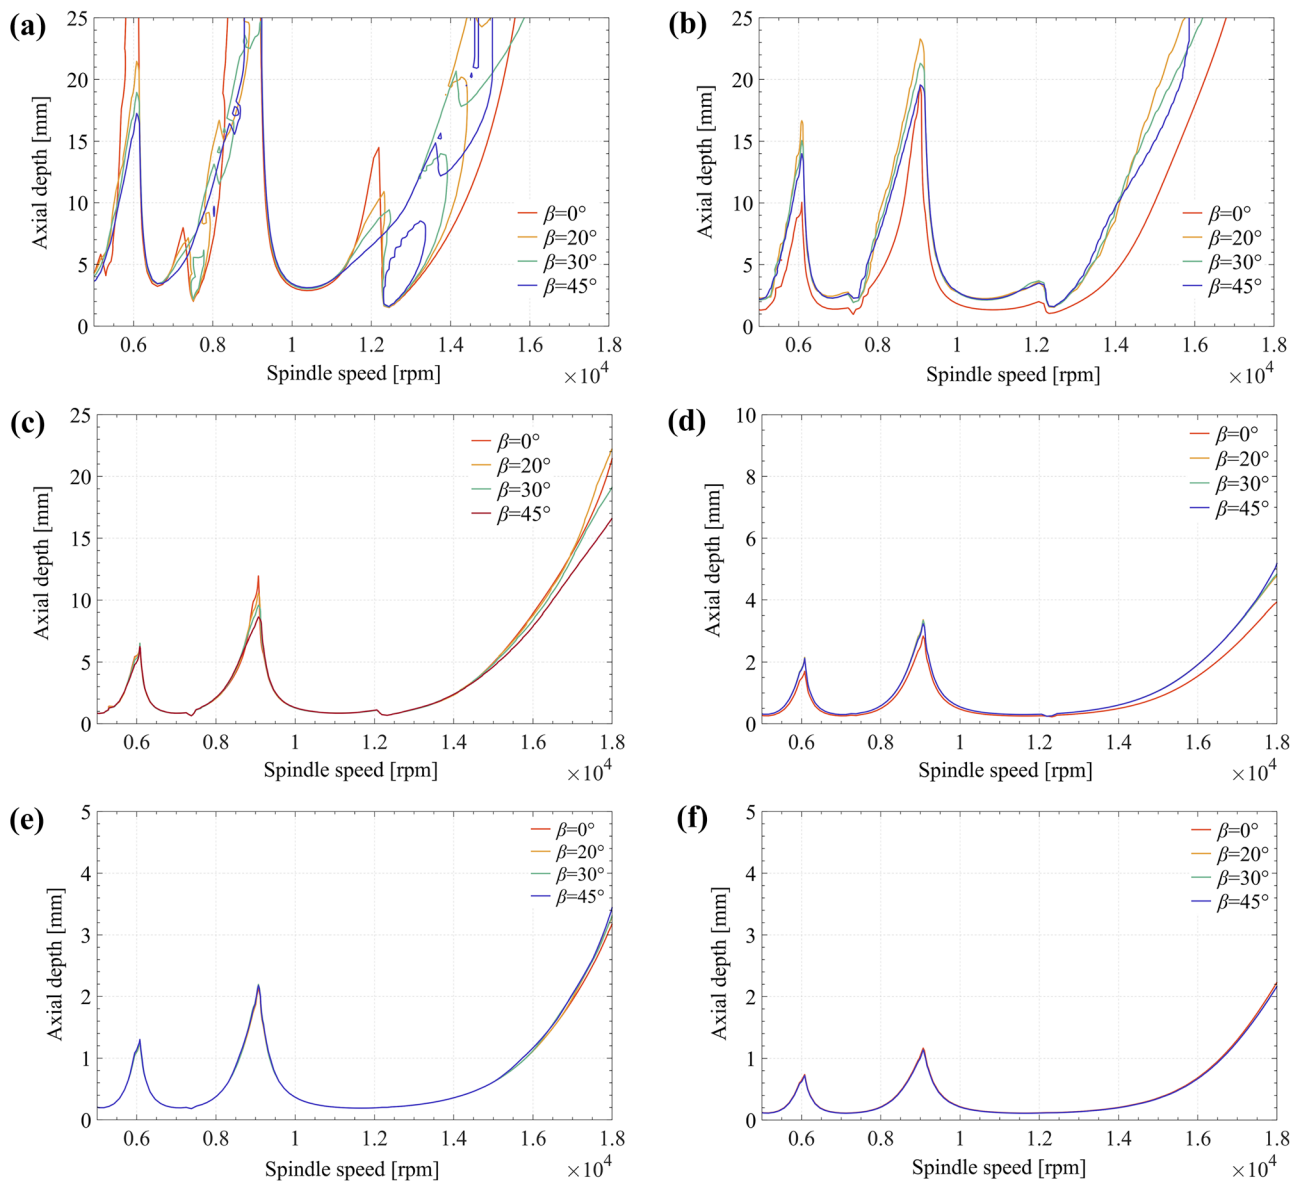 (a)
25
20
15
10
5
0
Axial depth [mm]
β=0°
β=20°
β=30°
β=45°
0.6 0.8 1 1.2 1.4 1.6 1.8
Spindle speed [rpm]
×10⁴
(b)
25
20
15
10
5
0
Axial depth [mm]
β=0°
β=20°
β=30°
β=45°
0.6 0.8 1 1.2 1.4 1.6 1.8
Spindle speed [rpm]
×10⁴
(c)
25
20
15
10
5
0
Axial depth [mm]
β=0°
β=20°
β=30°
β=45°
0.6 0.8 1 1.2 1.4 1.6 1.8
Spindle speed [rpm]
×10⁴
(d)
10
8
6
4
2
0
Axial depth [mm]
β=0°
β=20°
β=30°
β=45°
0.6 0.8 1 1.2 1.4 1.6 1.8
Spindle speed [rpm]
×10⁴
(e)
5
4
3
2
1
0
Axial depth [mm]
β=0°
β=20°
β=30°
β=45°
0.6 0.8 1 1.2 1.4 1.6 1.8
Spindle speed [rpm]
×10⁴
(f)
5
4
3
2
1
0
Axial depth [mm]
β=0°
β=20°
β=30°
β=45°
0.6 0.8 1 1.2 1.4 1.6 1.8
Spindle speed [rpm]
×10⁴